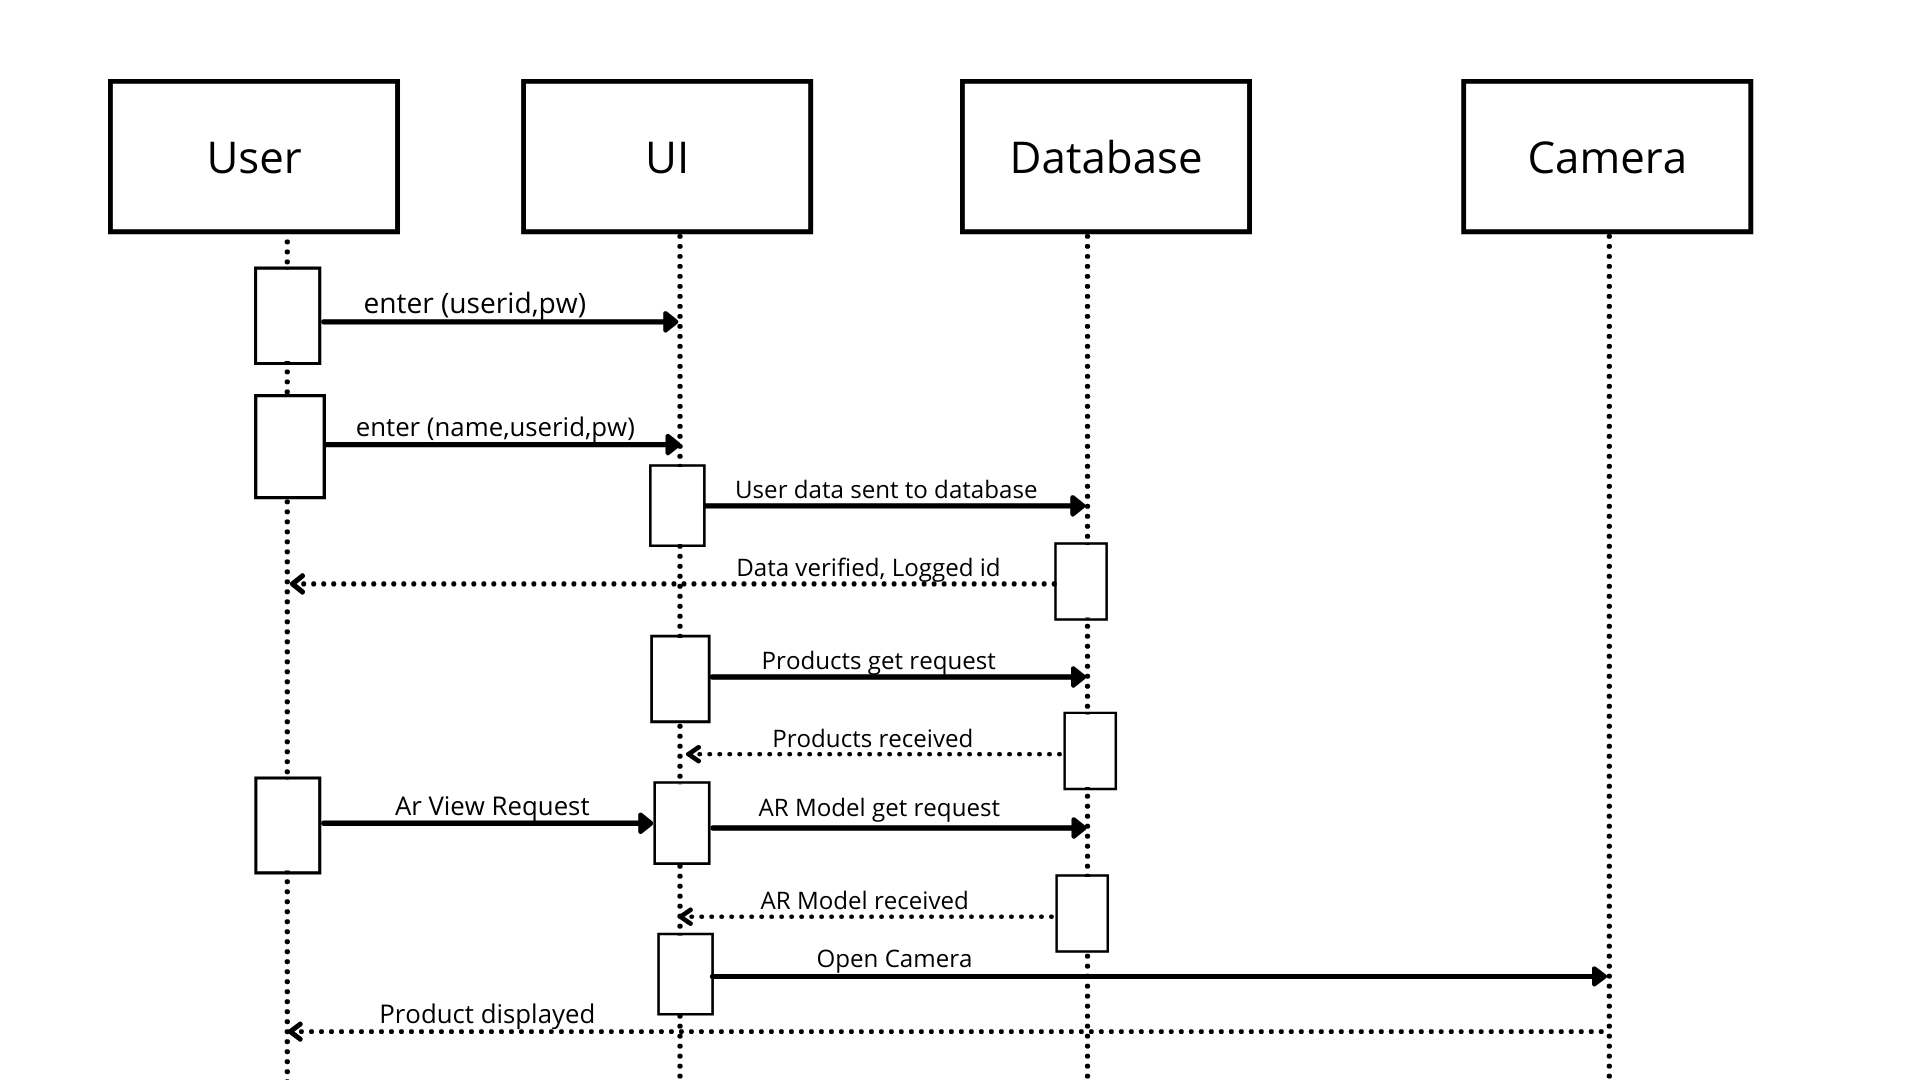 User
UI
Database
Camera
enter (userid,pw)
enter (name,userid,pw)
User data sent to database
Data verified, Logged id
Products get request
Products received
Ar View Request
AR Model get request
AR Model received
Open Camera
Product displayed